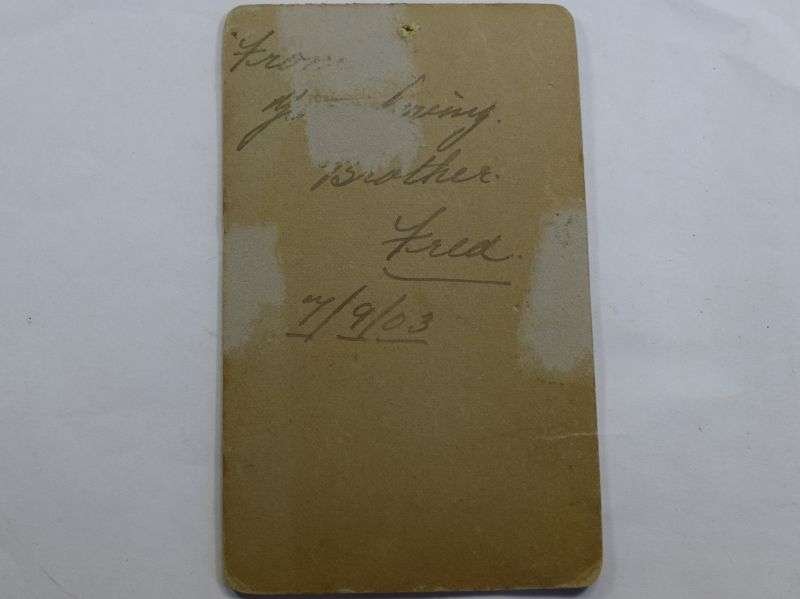 From
Brother.
Fred.
7/9/03